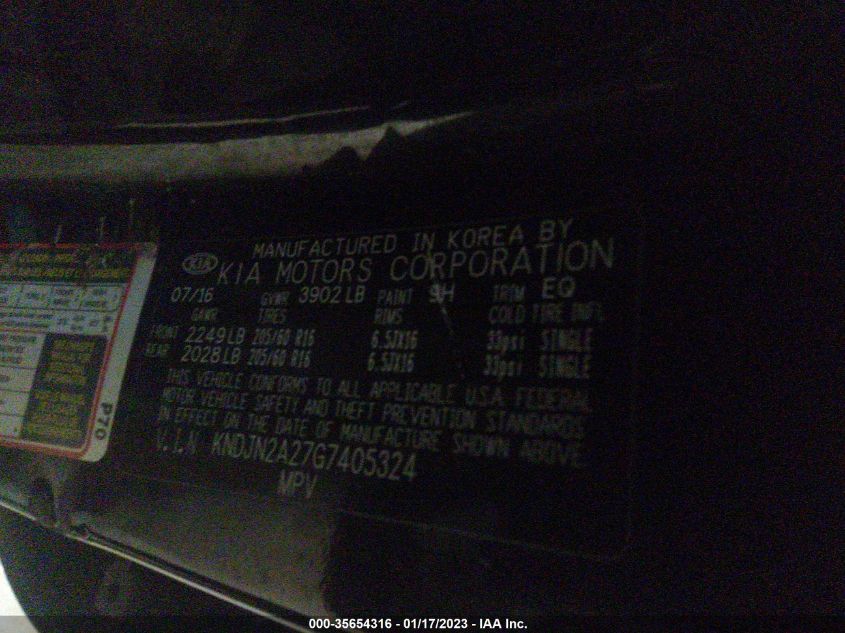 MANUFACTURED IN KOREA BY
KIA KIA MOTORS CORPORATION
07/16 GVWR 3902 LB PAINT 9H TRIM EQ
GAWR TIRES RIMS COLD TIRE INFL
FRONT 2249 LB 205/60 R16 6.5JX16 33psi SINGLE
REAR 2028 LB 205/60 R16 6.5JX16 33psi SINGLE
THIS VEHICLE CONFORMS TO ALL APPLICABLE U.S.A. FEDERAL
MOTOR VEHICLE SAFETY AND THEFT PREVENTION STANDARDS
IN EFFECT ON THE DATE OF MANUFACTURE SHOWN ABOVE.
V.I.N KNDJN2A27G7405324
MPV
P70
000-35654316 - 01/17/2023 - IAA Inc.